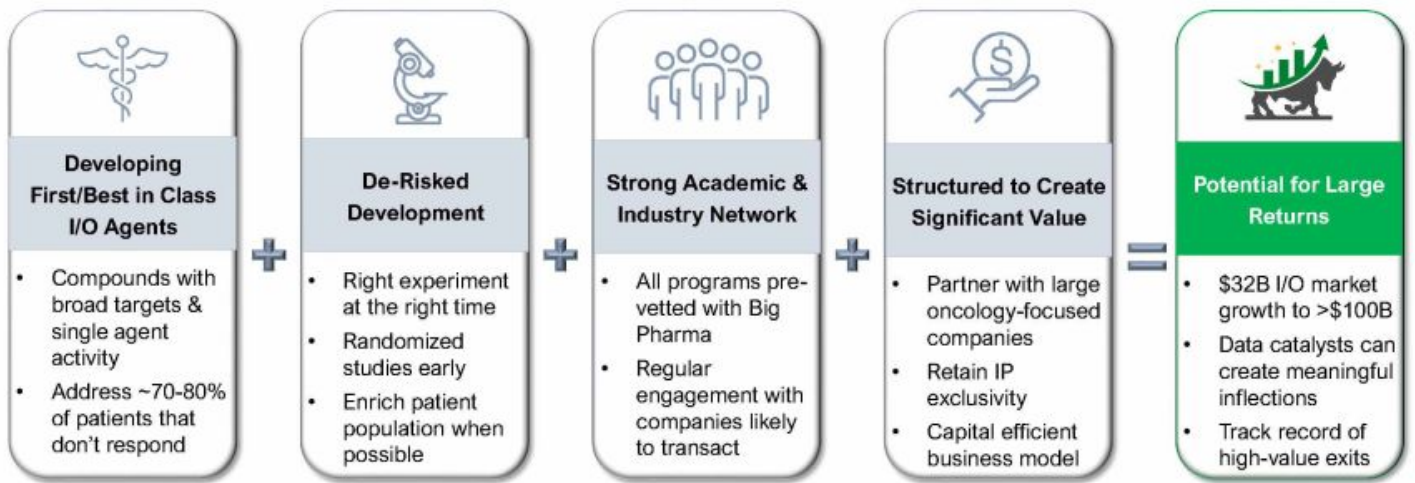 Developing
First/Best in Class
I/O Agents
• Compounds with
broad targets &
single agent
activity
• Address ~70-80%
of patients that
don't respond
+
De-Risked
Development
• Right experiment
at the right time
• Randomized
studies early
• Enrich patient
population when
possible
+
Strong Academic &
Industry Network
• All programs pre-
vetted with Big
Pharma
• Regular
engagement with
companies likely
to transact
+
$
Structured to Create
Significant Value
• Partner with large
oncology-focused
companies
• Retain IP
exclusivity
• Capital efficient
business model
=
Potential for Large
Returns
• $32B I/O market
growth to >$100B
• Data catalysts can
create meaningful
inflections
• Track record of
high-value exits